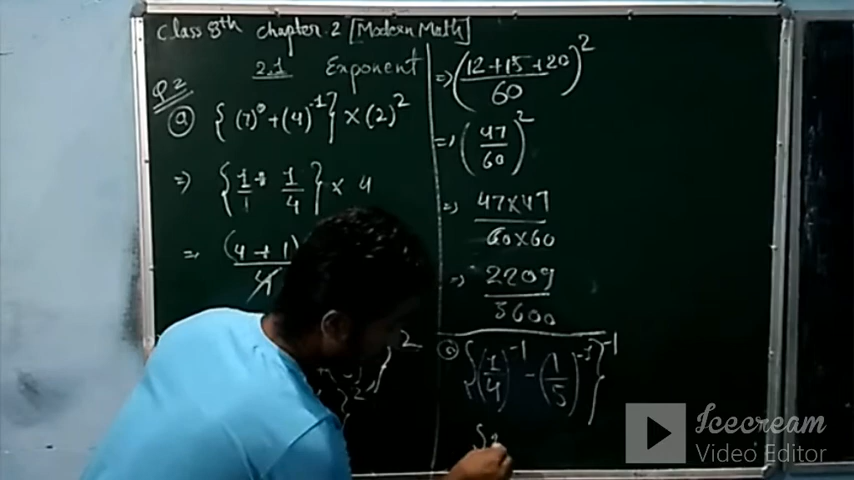 Class 8th chapter-2 [Modern Math]
2.1 Exponent
Q2
(a) {(7)⁰ + (4)⁻¹} × (2)²
=> {1/1 + 1/4} × 4
=> (4 + 1)/4
2
=> (12 + 15 + 20/60)²
=> (47/60)²
=> 47×47/60×60
=> 2209/3600
(c) {(1/4)⁻¹ - (1/5)⁻¹}⁻¹
{
Icecream
Video Editor